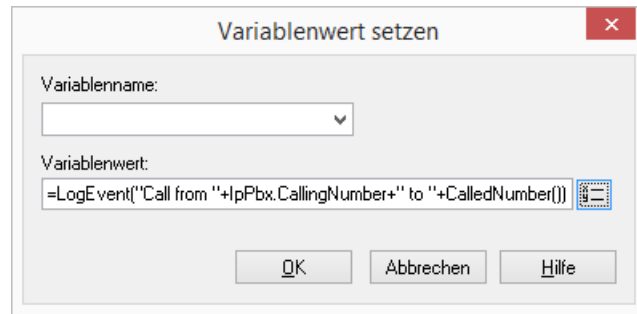 Variablenwert setzen
Variablenname:
Variablenwert:
=LogEvent("Call from "+IpPbx.CallingNumber+" to "+CalledNumber())
OK
Abbrechen
Hilfe